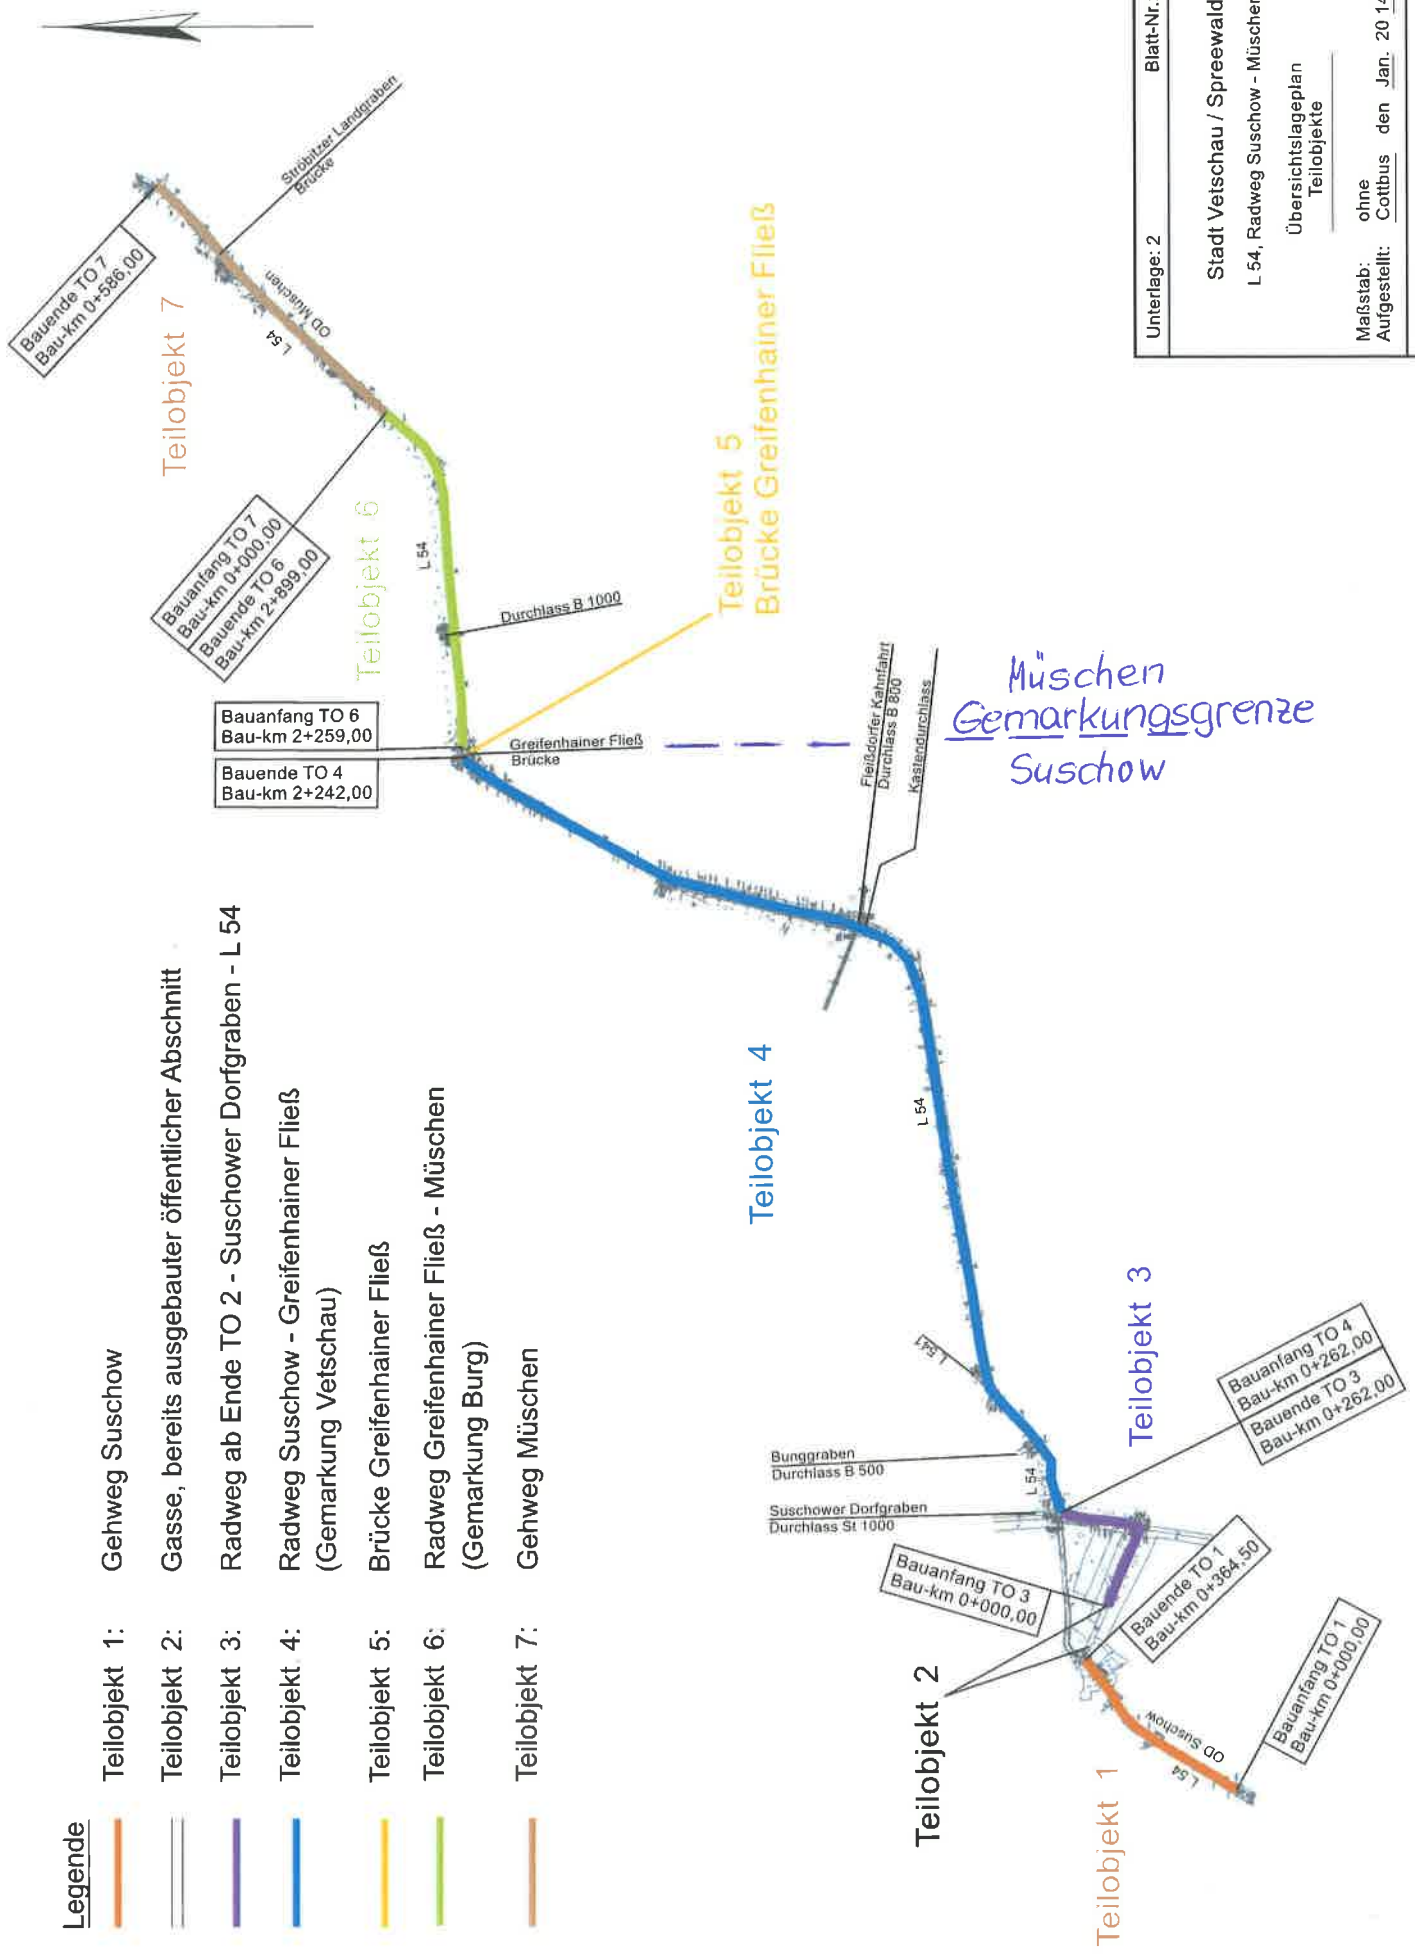 Legende
Teilobjekt 1: Gehweg Suschow
Teilobjekt 2: Gasse, bereits ausgebauter öffentlicher Abschnitt
Teilobjekt 3: Radweg ab Ende TO 2 - Suschower Dorfgraben - L 54
Teilobjekt 4: Radweg Suschow - Greifenhainer Fließ
(Gemarkung Vetschau)
Teilobjekt 5: Brücke Greifenhainer Fließ
Teilobjekt 6: Radweg Greifenhainer Fließ - Müschen
(Gemarkung Burg)
Teilobjekt 7: Gehweg Müschen
Bauende TO 7
Bau-km 0+586,00
Teilobjekt 7
Ströbitzer Landgraben
Brücke
OD Müschen
L 54
Bauanfang TO 7
Bau-km 0+000,00
Bauende TO 6
Bau-km 2+899,00
Teilobjekt 6
L 54
Durchlass B 1000
Teilobjekt 5
Brücke Greifenhainer Fließ
Bauanfang TO 6
Bau-km 2+259,00
Bauende TO 4
Bau-km 2+242,00
Greifenhainer Fließ
Brücke
Müschen
Gemarkungsgrenze
Suschow
Fleißdorfer Kahnfahrt
Durchlass B 800
Kastendurchlass
Teilobjekt 4
L 54
L 541
Bunggraben
Durchlass B 500
L 54
Suschower Dorfgraben
Durchlass St 1000
Teilobjekt 3
Bauanfang TO 4
Bau-km 0+262,00
Bauende TO 3
Bau-km 0+262,00
Bauanfang TO 3
Bau-km 0+000,00
Teilobjekt 2
Bauende TO 1
Bau-km 0+364,50
Teilobjekt 1
OD Suschow
L 54
Bauanfang TO 1
Bau-km 0+000,00
Unterlage: 2 Blatt-Nr.
Stadt Vetschau / Spreewald
L 54, Radweg Suschow - Müschen
Übersichtslageplan
Teilobjekte
Maßstab: ohne
Aufgestellt: Cottbus den Jan. 20 14